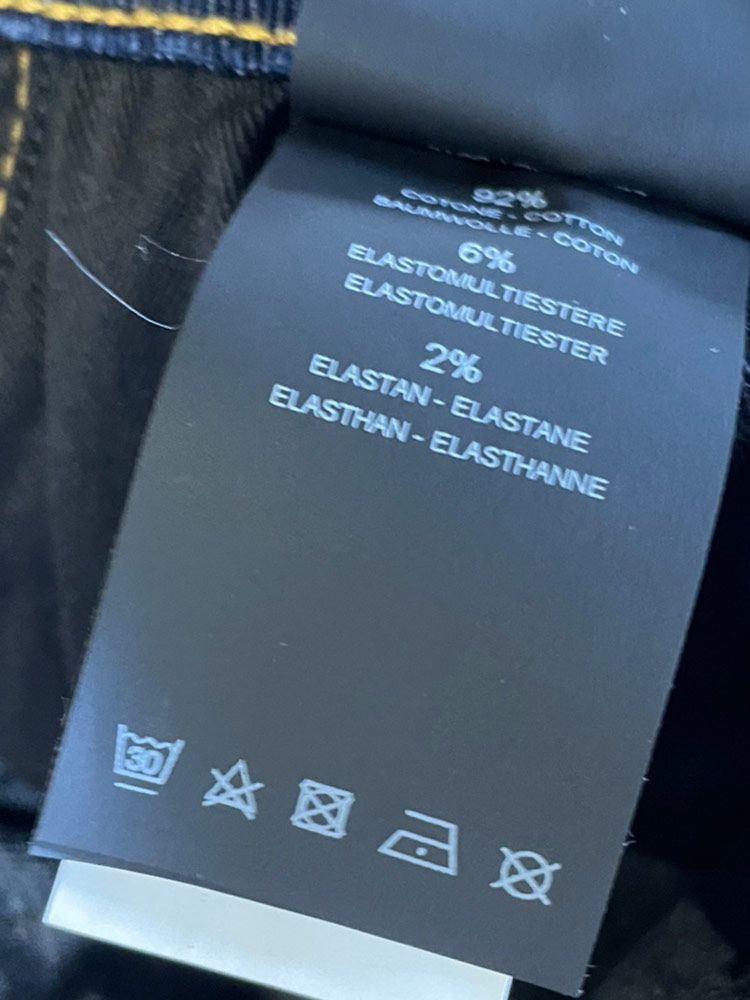 92%
COTONE - COTTON
BAUMWOLLE - COTON
6%
ELASTOMULTIESTERE
ELASTOMULTIESTER
2%
ELASTAN - ELASTANE
ELASTHAN - ELASTHANNE
30